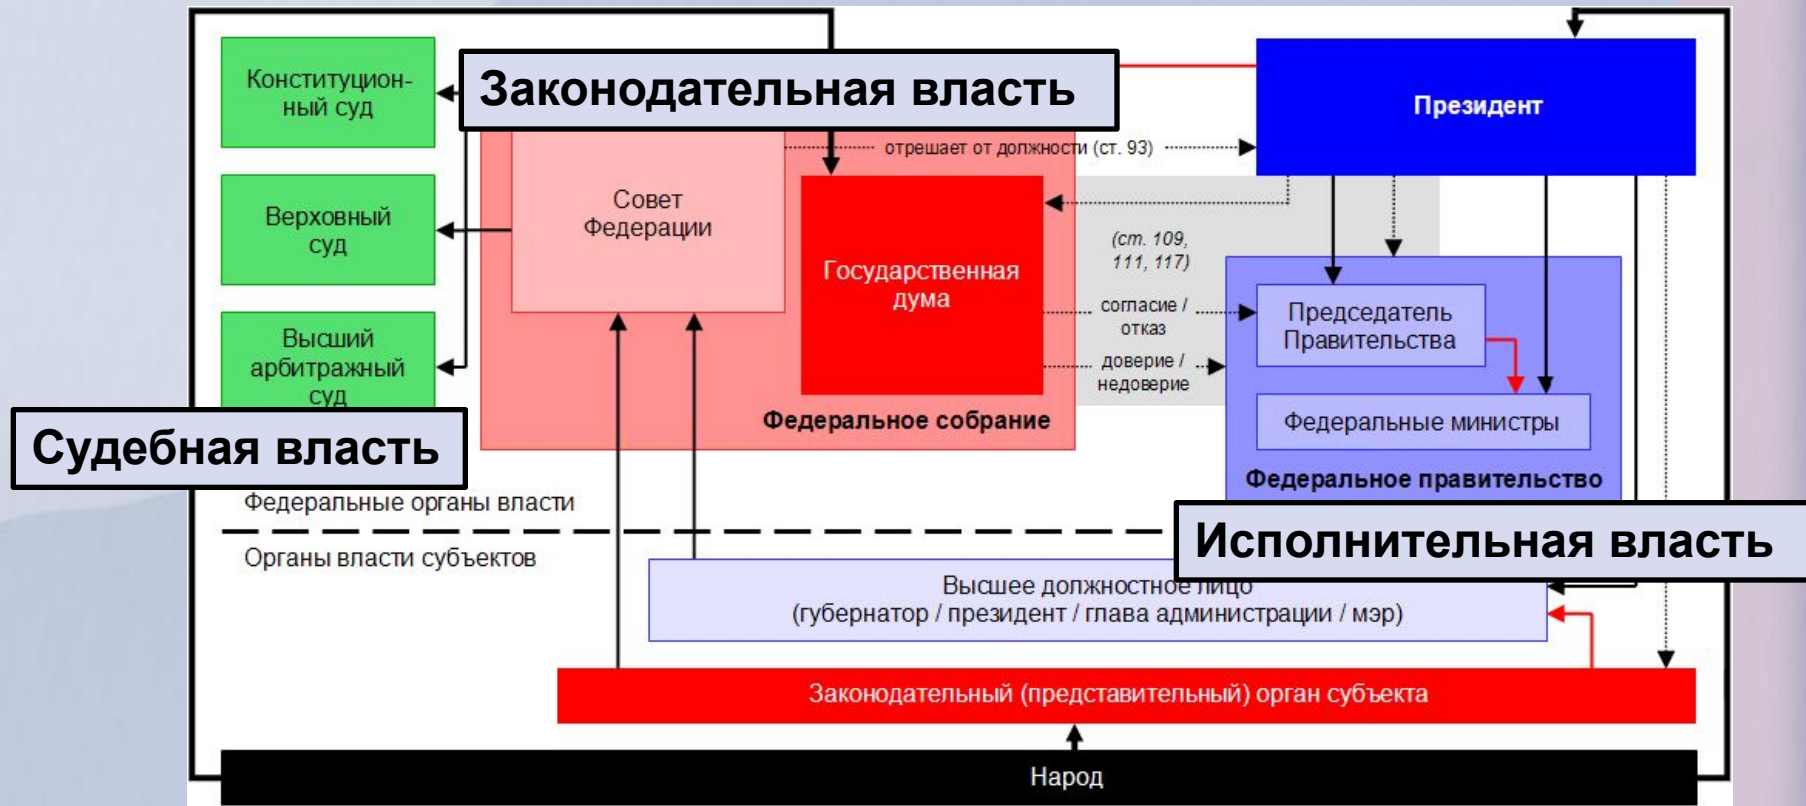 Конституцион-
ный суд
Законодательная власть
Президент
отрешает от должности (ст. 93)
Верховный
суд
Совет
Федерации
Государственная
дума
(ст. 109,
111, 117)
согласие /
отказ
доверие /
недоверие
Председатель
Правительства
Федеральные министры
Высший
арбитражный
суд
Федеральное собрание
Федеральное правительство
Судебная власть
Федеральные органы власти
Исполнительная власть
Органы власти субъектов
Высшее должностное лицо
(губернатор / президент / глава администрации / мэр)
Законодательный (представительный) орган субъекта
Народ